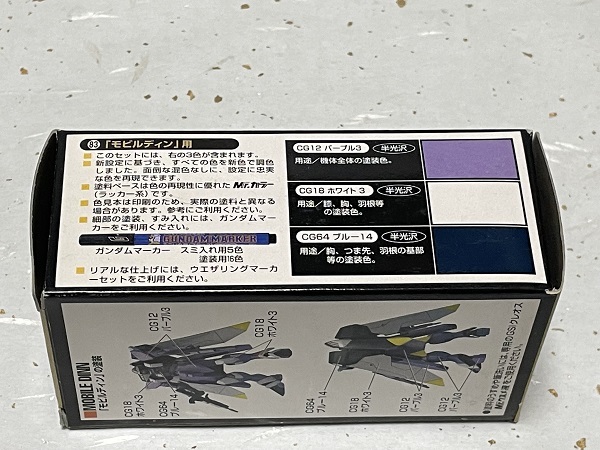 83 「モビルディン」用
■このセットには、右の3色が含まれます。
■新設定に基づき、すべての色を新色で調色
しました。面倒な混色なしに、設定に忠実
な色を再現できます。
■塗料ベースは色の再現性に優れた Mr.カラー
(ラッカー系)です。
■色見本は印刷のため、実際の塗料と異なる
場合があります。参考にご利用ください。
■細部の塗装、すみ入れには、ガンダムマー
カーをご利用ください。
GUNDAM MARKER
ガンダムマーカー スミ入れ用5色
塗装用16色
■リアルな仕上げには、ウエザリングマーカ
ーセットをご利用ください。
CG12 パープル3 半光沢
用途/機体全体の塗装色。
CG18 ホワイト3 半光沢
用途/膝、胸、羽根等
の塗装色。
CG64 ブルー14 半光沢
用途/胸、つま先、羽根の基部
等の塗装色。
■MOBILE DINN
「モビルディン」の塗装
CG12
パープル3
CG18
ホワイト3
CG18
ホワイト3
CG64
ブルー14
CG64
ブルー14
CG18
ホワイト3
CG12
パープル3
CG12
パープル3